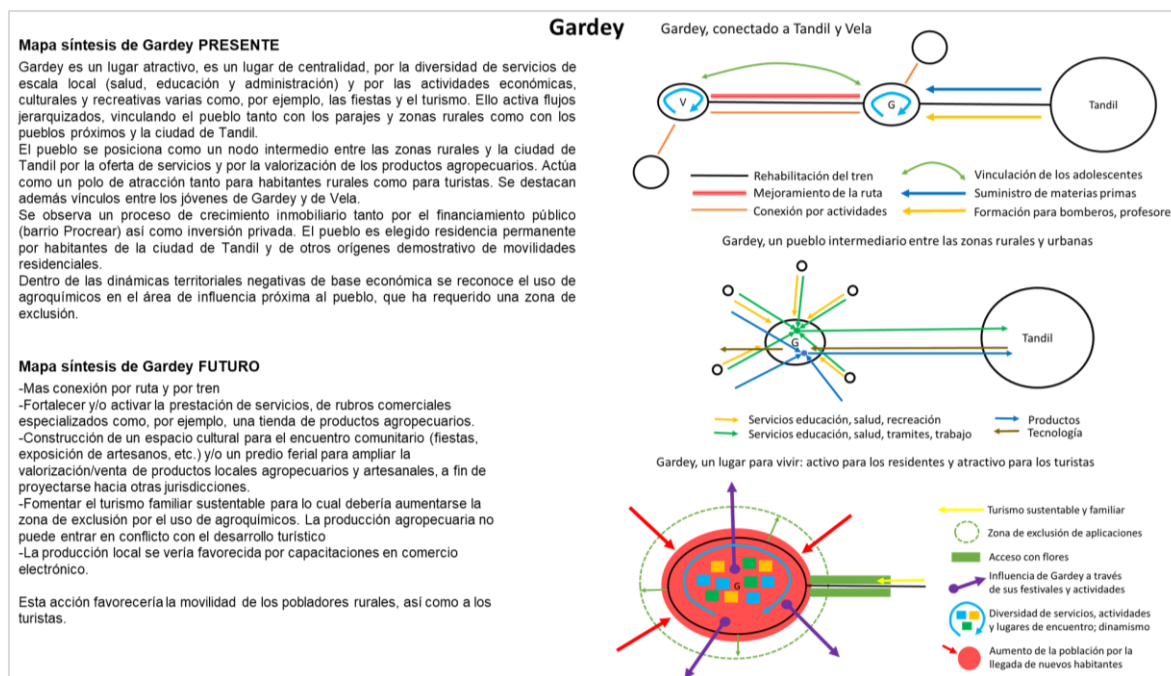 Gardey
Mapa síntesis de Gardey PRESENTE
Gardey es un lugar atractivo, es un lugar de centralidad, por la diversidad de servicios de
escala local (salud, educación y administración) y por las actividades económicas,
culturales y recreativas varias como, por ejemplo, las fiestas y el turismo. Ello activa flujos
jerarquizados, vinculando el pueblo tanto con los parajes y zonas rurales como con los
pueblos próximos y la ciudad de Tandil.
El pueblo se posiciona como un nodo intermedio entre las zonas rurales y la ciudad de
Tandil por la oferta de servicios y por la valorización de los productos agropecuarios. Actúa
como un polo de atracción tanto para habitantes rurales como para turistas. Se destacan
además vínculos entre los jóvenes de Gardey y de Vela.
Se observa un proceso de crecimiento inmobiliario tanto por el financiamiento público
(barrio Procrear) así como inversión privada. El pueblo es elegido residencia permanente
por habitantes de la ciudad de Tandil y de otros orígenes demostrativo de movilidades
residenciales.
Dentro de las dinámicas territoriales negativas de base económica se reconoce el uso de
agroquímicos en el área de influencia próxima al pueblo, que ha requerido una zona de
exclusión.
Mapa síntesis de Gardey FUTURO
-Mas conexión por ruta y por tren
-Fortalecer y/o activar la prestación de servicios, de rubros comerciales
especializados como, por ejemplo, una tienda de productos agropecuarios.
-Construcción de un espacio cultural para el encuentro comunitario (fiestas,
exposición de artesanos, etc.) y/o un predio ferial para ampliar la
valorización/venta de productos locales agropecuarios y artesanales, a fin de
proyectarse hacia otras jurisdicciones.
-Fomentar el turismo familiar sustentable para lo cual debería aumentarse la
zona de exclusión por el uso de agroquímicos. La producción agropecuaria no
puede entrar en conflicto con el desarrollo turístico
-La producción local se vería favorecida por capacitaciones en comercio
electrónico.
Esta acción favorecería la movilidad de los pobladores rurales, así como a los
turistas.
Gardey, conectado a Tandil y Vela
V
G
Tandil
Rehabilitación del tren
Mejoramiento de la ruta
Conexión por actividades
Vinculación de los adolescentes
Suministro de materias primas
Formación para bomberos, profesore
Gardey, un pueblo intermediario entre las zonas rurales y urbanas
G
Tandil
Servicios educación, salud, recreación
Servicios educación, salud, tramites, trabajo
Productos
Tecnología
Gardey, un lugar para vivir: activo para los residentes y atractivo para los turistas
G
Turismo sustentable y familiar
Zona de exclusión de aplicaciones
Acceso con flores
Influencia de Gardey a través
de sus festivales y actividades
Diversidad de servicios, actividades
y lugares de encuentro; dinamismo
Aumento de la población por la
llegada de nuevos habitantes